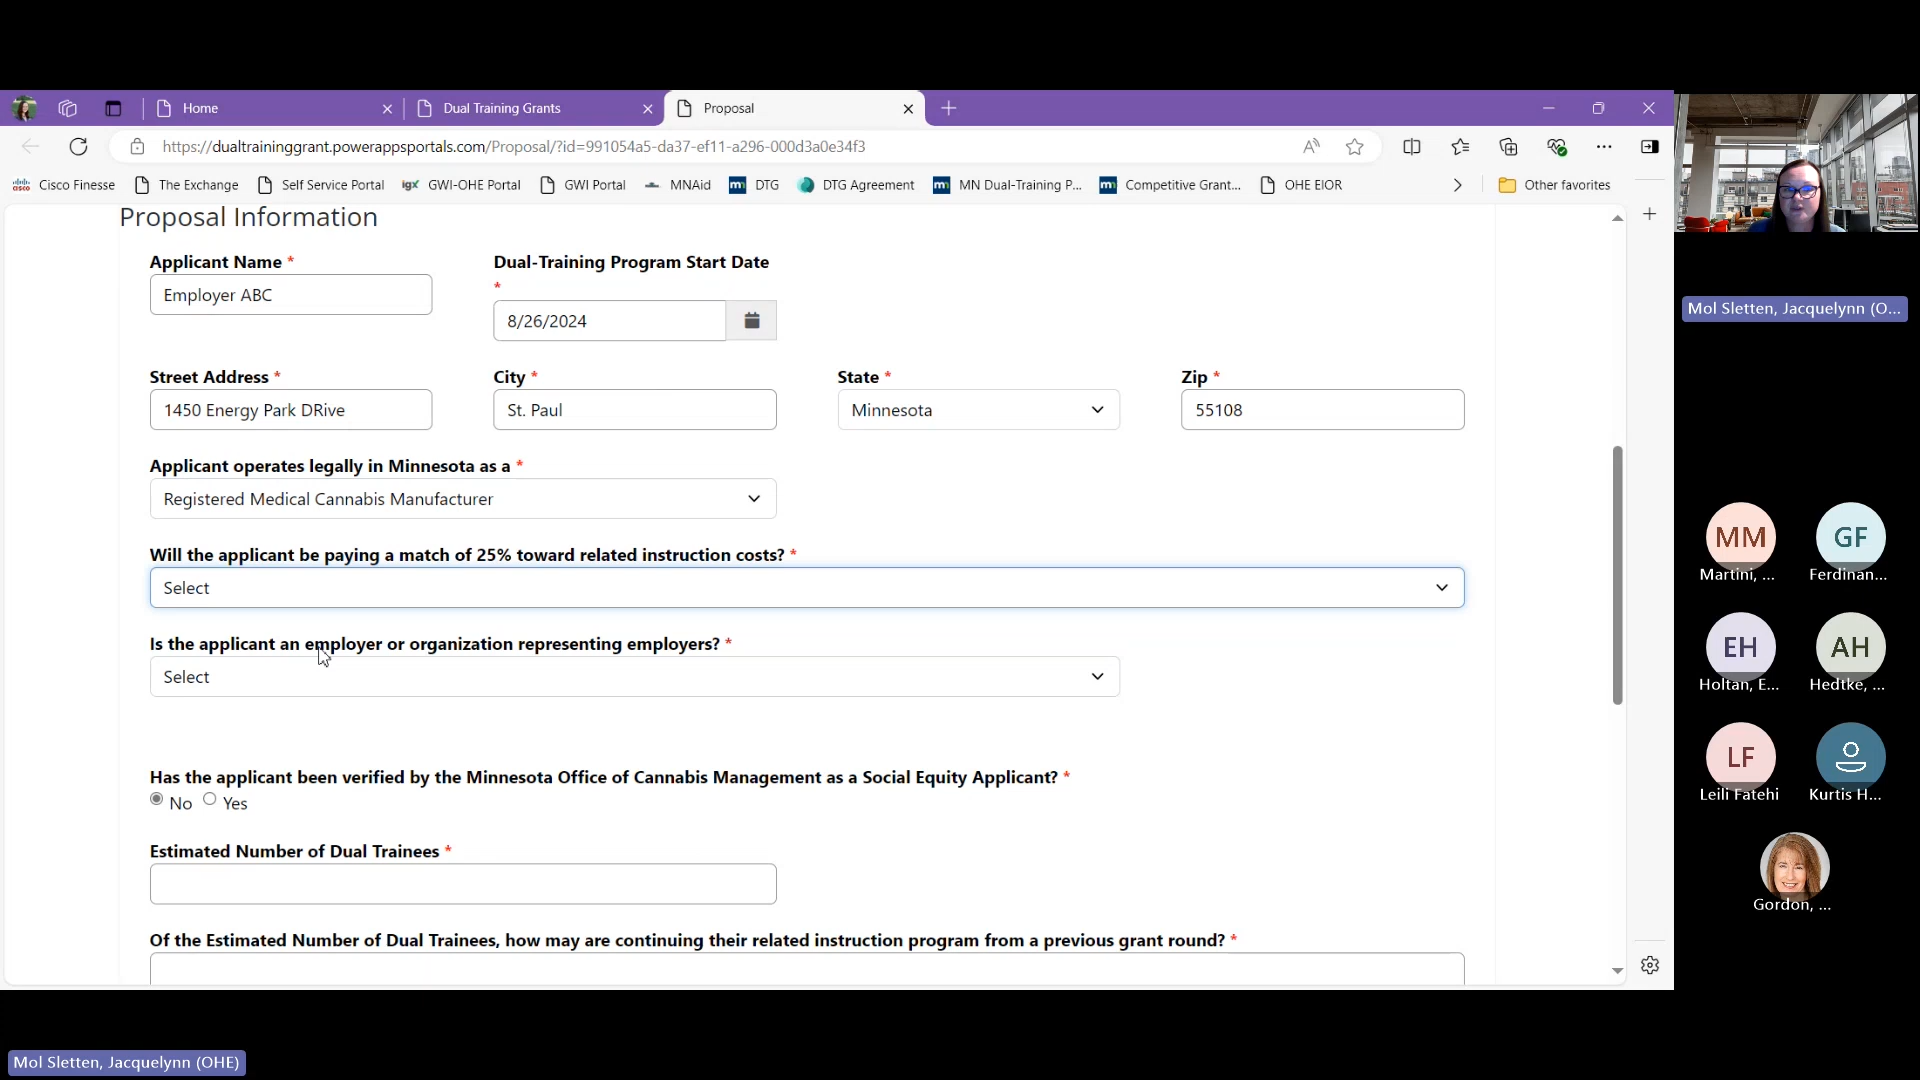 Home
Dual Training Grants
Proposal
https://dualtraininggrant.powerappsportals.com/Proposal/?id=991054a5-da37-ef11-a296-000d3a0e34f3
Cisco Finesse
The Exchange
Self Service Portal
GWI-OHE Portal
GWI Portal
MNAid
DTG
DTG Agreement
MN Dual-Training P...
Competitive Grant...
OHE EIOR
Other favorites
Proposal Information
Applicant Name *
Employer ABC
Dual-Training Program Start Date
*
8/26/2024
Street Address *
1450 Energy Park DRive
City *
St. Paul
State *
Minnesota
Zip *
55108
Applicant operates legally in Minnesota as a *
Registered Medical Cannabis Manufacturer
Will the applicant be paying a match of 25% toward related instruction costs? *
Select
Is the applicant an employer or organization representing employers? *
Select
Has the applicant been verified by the Minnesota Office of Cannabis Management as a Social Equity Applicant? *
No Yes
Estimated Number of Dual Trainees *
Of the Estimated Number of Dual Trainees, how may are continuing their related instruction program from a previous grant round? *
Mol Sletten, Jacquelynn (O...
MM
Martini, ...
GF
Ferdinan...
EH
Holtan, E...
AH
Hedtke, ...
LF
Leili Fatehi
Kurtis H...
Gordon, ...
Mol Sletten, Jacquelynn (OHE)